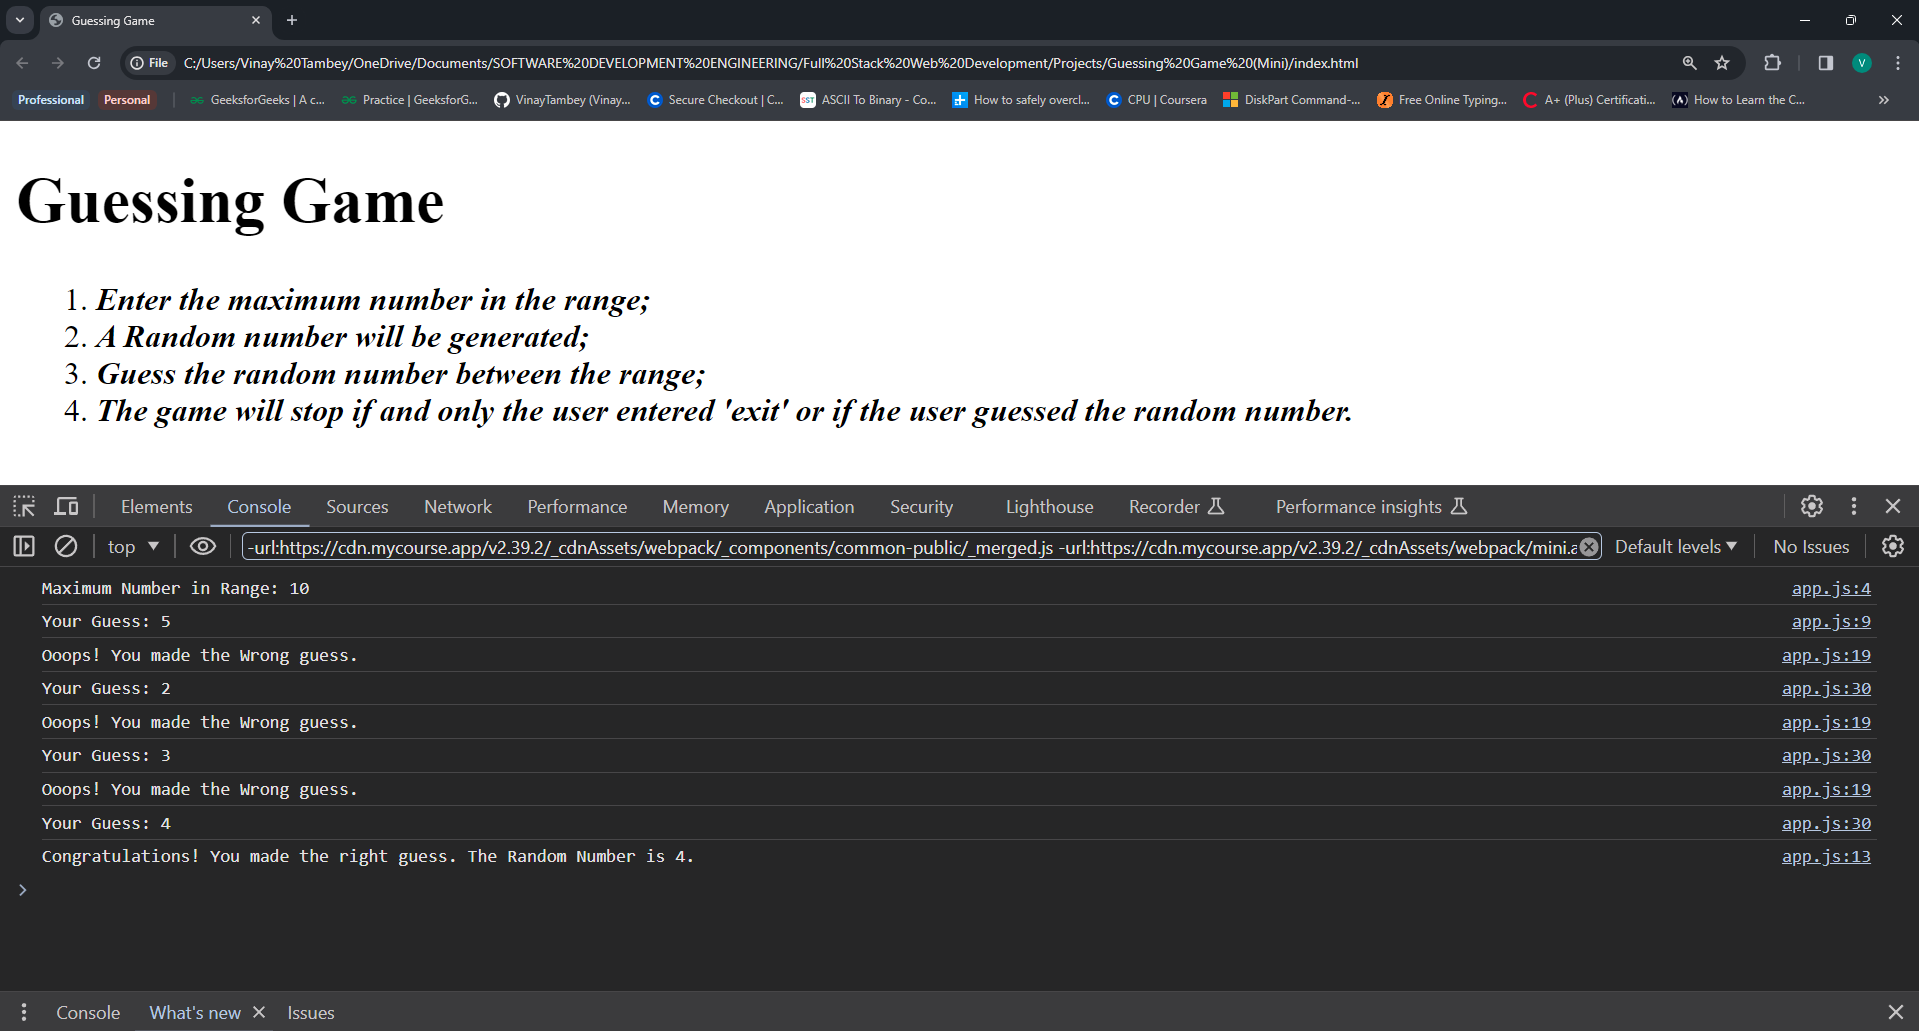 Guessing Game
File C:/Users/Vinay%20Tambey/OneDrive/Documents/SOFTWARE%20DEVELOPMENT%20ENGINEERING/Full%20Stack%20Web%20Development/Projects/Guessing%20Game%20(Mini)/index.html V
Professional Personal GeeksforGeeks | A c... Practice | GeeksforG... VinayTambey (Vinay... Secure Checkout | C... ASCII To Binary - Co... How to safely overcl... CPU | Coursera DiskPart Command-... Free Online Typing... A+ (Plus) Certificati... How to Learn the C... »
Guessing Game
1. Enter the maximum number in the range;
2. A Random number will be generated;
3. Guess the random number between the range;
4. The game will stop if and only the user entered 'exit' or if the user guessed the random number.
Elements Console Sources Network Performance Memory Application Security Lighthouse Recorder Performance insights
top -url:https://cdn.mycourse.app/v2.39.2/_cdnAssets/webpack/_components/common-public/_merged.js -url:https://cdn.mycourse.app/v2.39.2/_cdnAssets/webpack/mini.a Default levels No Issues
Maximum Number in Range: 10 app.js:4
Your Guess: 5 app.js:9
Ooops! You made the Wrong guess. app.js:19
Your Guess: 2 app.js:30
Ooops! You made the Wrong guess. app.js:19
Your Guess: 3 app.js:30
Ooops! You made the Wrong guess. app.js:19
Your Guess: 4 app.js:30
Congratulations! You made the right guess. The Random Number is 4. app.js:13
>
Console What's new Issues